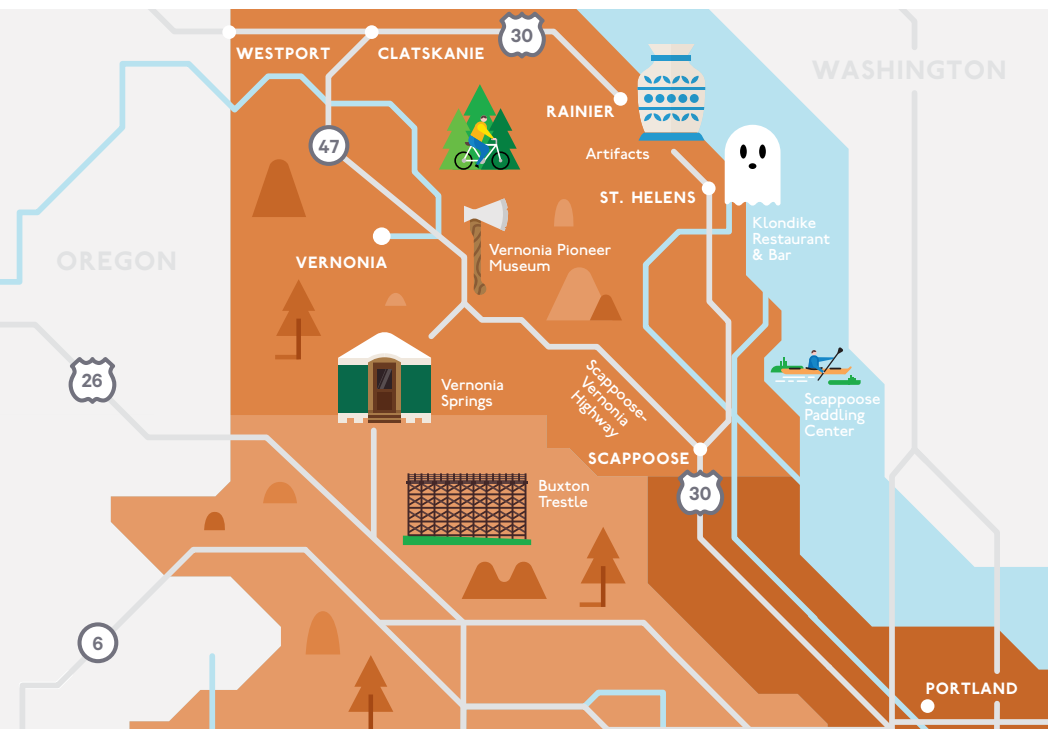 30
WESTPORT
CLATSKANIE
WASHINGTON
RAINIER
47
Artifacts
ST. HELENS
Klondike
Restaurant
& Bar
OREGON
VERNONIA
Vernonia Pioneer
Museum
26
Vernonia
Springs
Scappoose-
Vernonia
Highway
Scappoose
Paddling
Center
SCAPPOOSE
30
Buxton
Trestle
6
PORTLAND